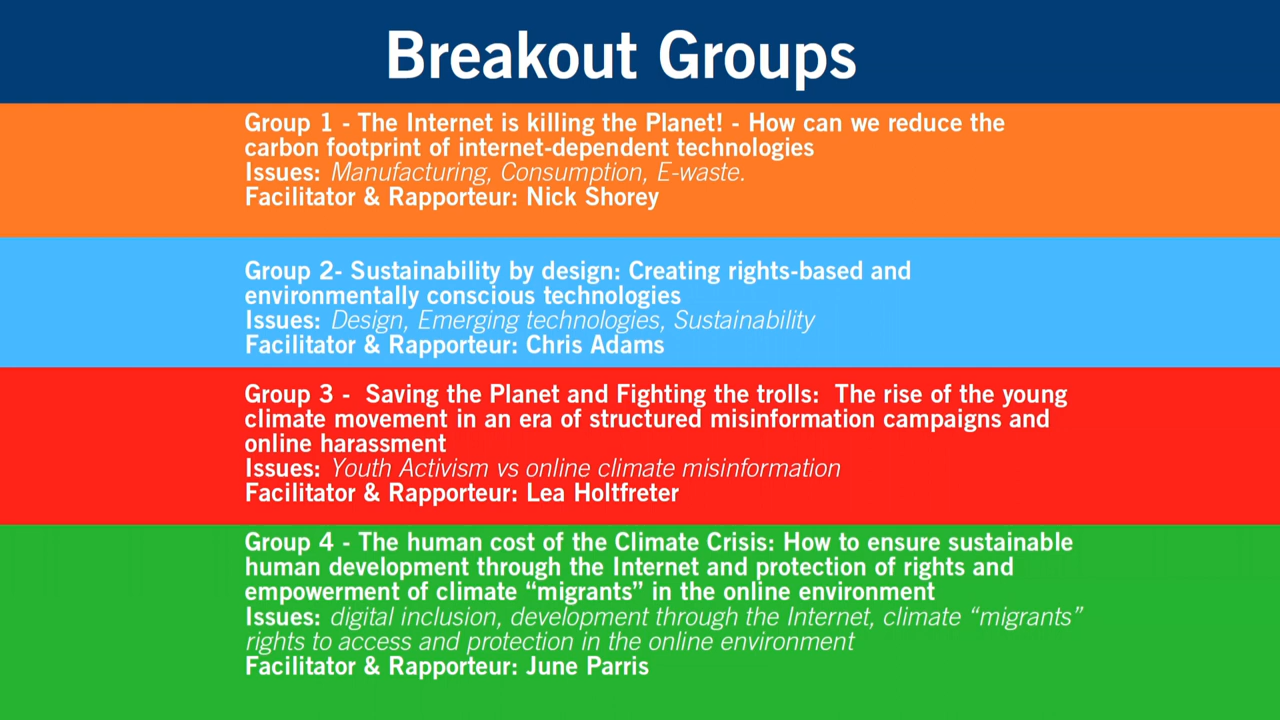 Breakout Groups
Group 1 - The Internet is killing the Planet! - How can we reduce the
carbon footprint of internet-dependent technologies
Issues: Manufacturing, Consumption, E-waste.
Facilitator & Rapporteur: Nick Shorey
Group 2- Sustainability by design: Creating rights-based and
environmentally conscious technologies
Issues: Design, Emerging technologies, Sustainability
Facilitator & Rapporteur: Chris Adams
Group 3 -  Saving the Planet and Fighting the trolls:  The rise of the young
climate movement in an era of structured misinformation campaigns and
online harassment
Issues: Youth Activism vs online climate misinformation
Facilitator & Rapporteur: Lea Holtfreter
Group 4 - The human cost of the Climate Crisis: How to ensure sustainable
human development through the Internet and protection of rights and
empowerment of climate “migrants” in the online environment
Issues: digital inclusion, development through the Internet, climate “migrants”
rights to access and protection in the online environment
Facilitator & Rapporteur: June Parris